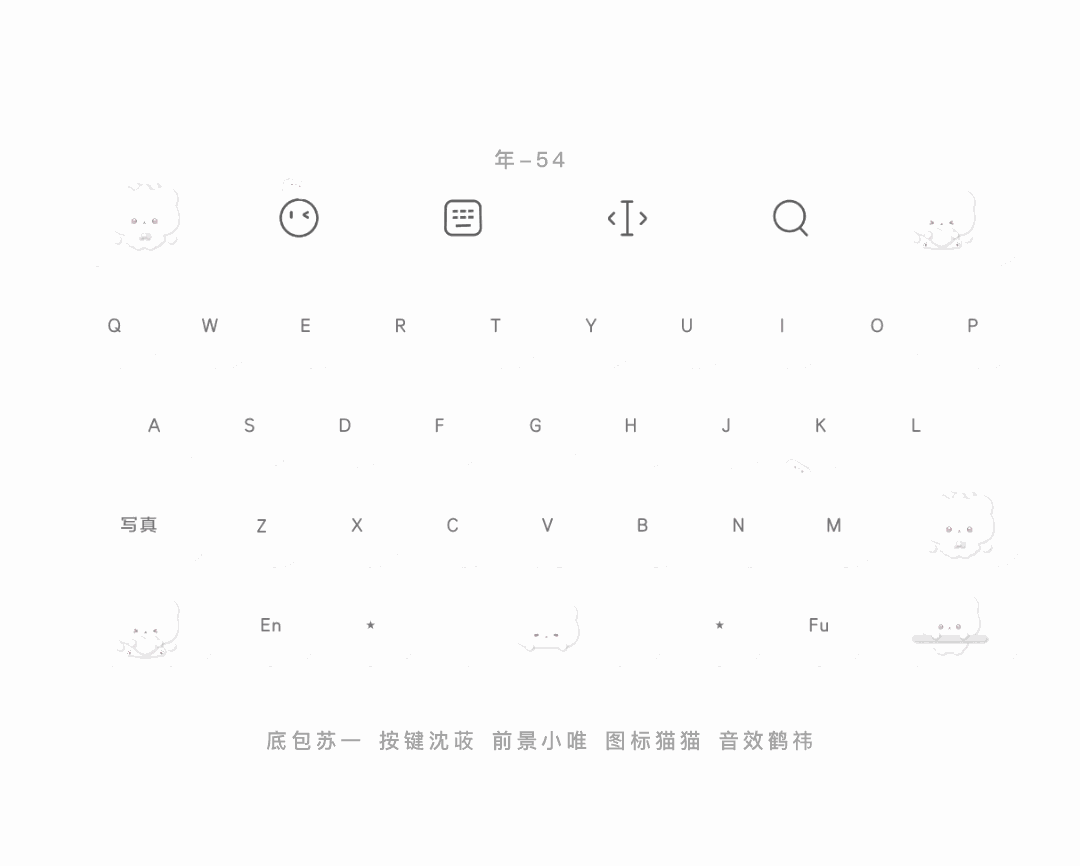 年-54
Q W E R T Y U I O P
A S D F G H J K L
写真 Z X C V B N M
En ★ ★ Fu
底包苏一 按键沈荍 前景小唯 图标猫猫 音效鹤祎